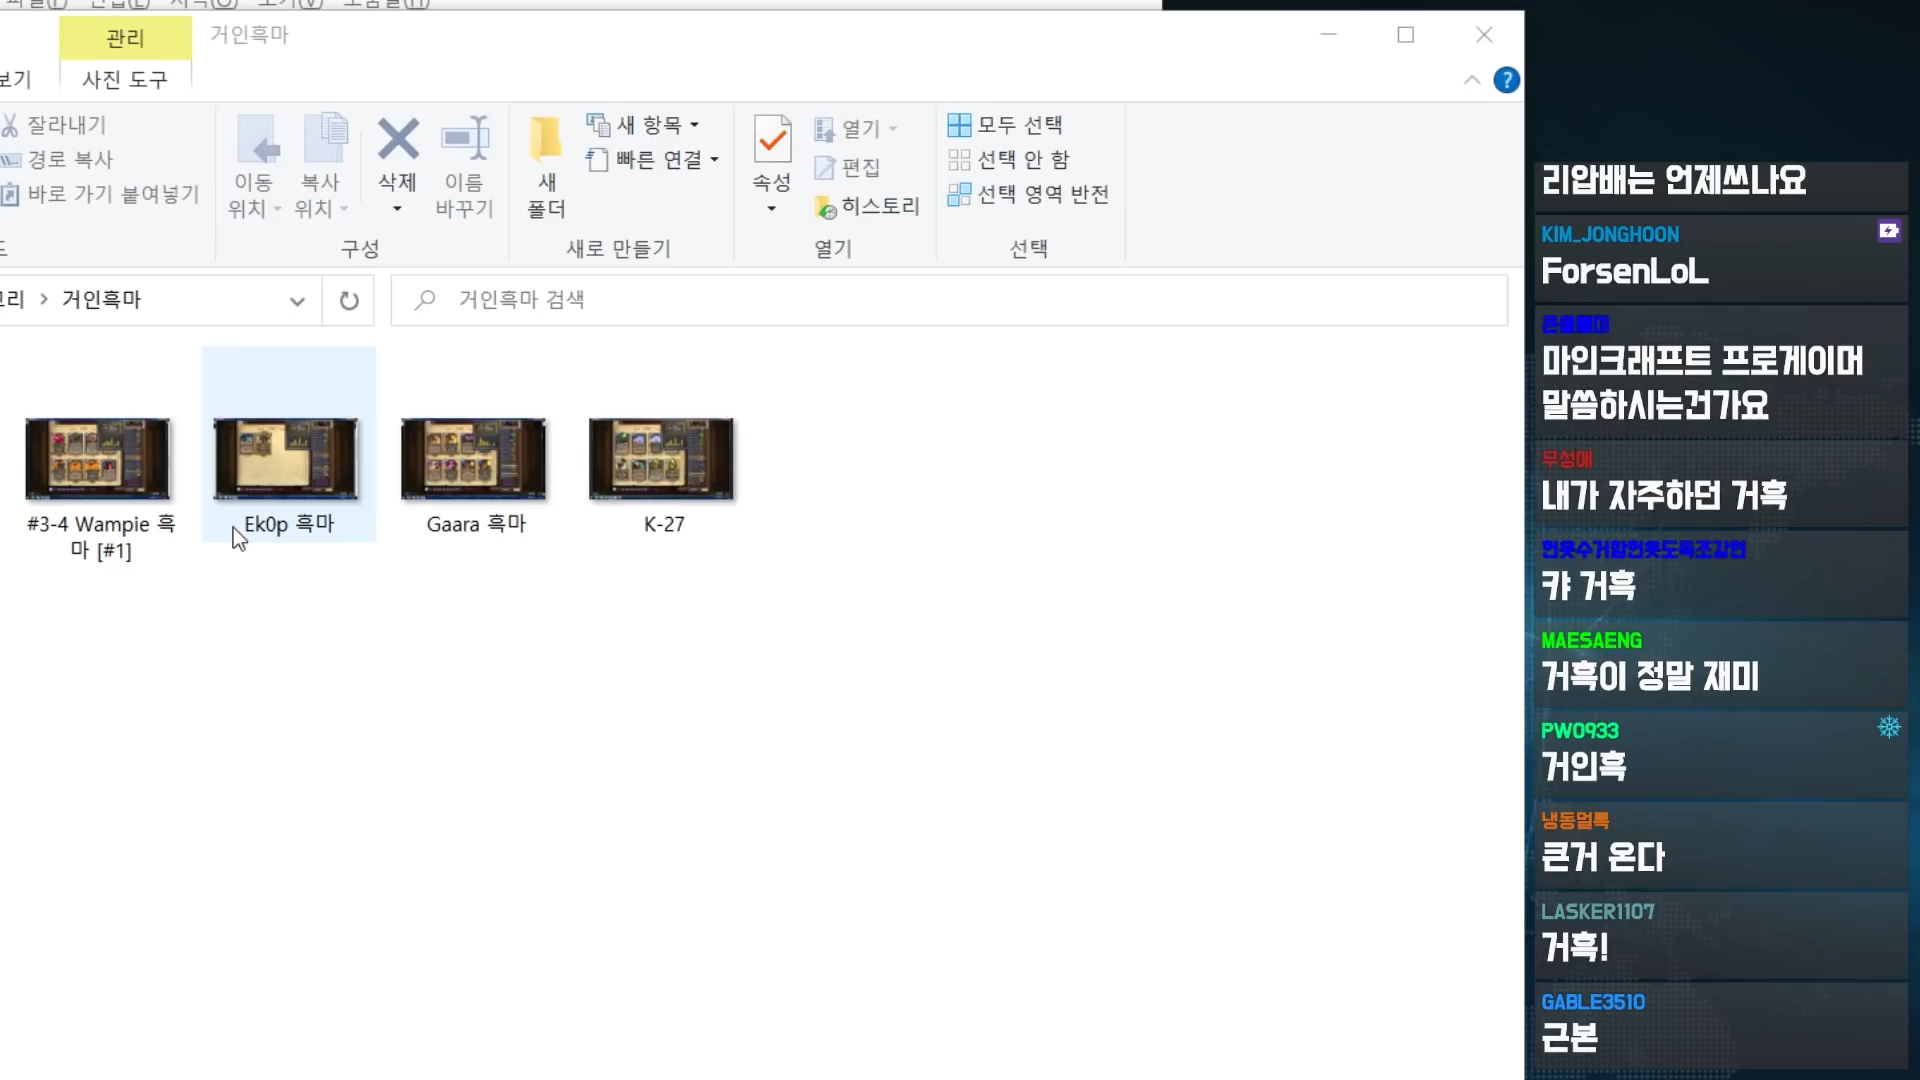 관리
거인흑마
보기
사진 도구
잘라내기
경로 복사
바로 가기 붙여넣기
이동
위치
복사
위치
삭제
이름
바꾸기
구성
새
폴더
새 항목
빠른 연결
새로 만들기
속성
열기
편집
히스토리
열기
모두 선택
선택 안 함
선택 영역 반전
선택
거인흑마
거인흑마 검색
#3-4 Wampie 흑
마 [#1]
Ek0p 흑마
Gaara 흑마
K-27
리압배는 언제쓰나요
KIM_JONGHOON
ForsenLoL
마인크래프트 프로게이머
말씀하시는건가요
무성애
내가 자주하던 거흑
캬 거흑
MAESAENG
거흑이 정말 재미
PW0933
거인흑
냉동멀록
큰거 온다
LASKER1107
거흑!
GABLE3510
근본